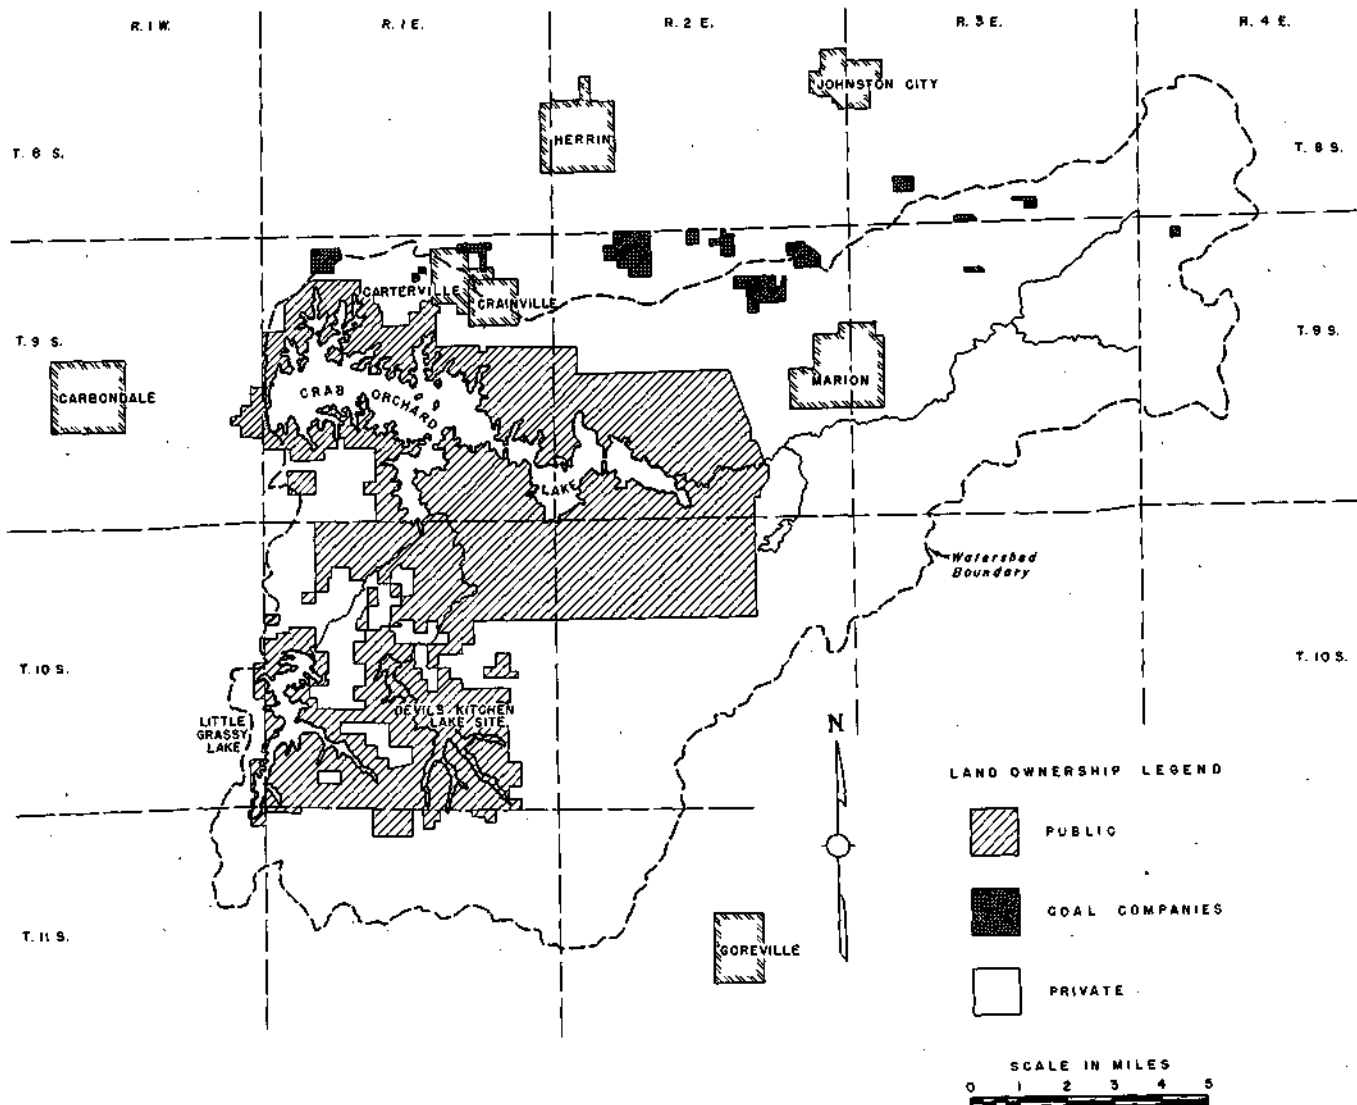 R. 1 W. R. 1 E. R. 2 E. R. 3 E. R. 4 E.
JOHNSTON CITY
HERRIN
T. 8 S. T. 8 S.
CARTERVILLE
CRAINVILLE
T. 9 S. T. 9 S.
MARION
CARBONDALE
CRAB ORCHARD LAKE
Watershed
Boundary
T. 10 S. T. 10 S.
DEVILS KITCHEN
LAKE SITE
LITTLE
GRASSY
LAKE
N
LAND OWNERSHIP LEGEND
PUBLIC
COAL COMPANIES
T. 11 S.
GOREVILLE
PRIVATE
SCALE IN MILES
0 1 2 3 4 5